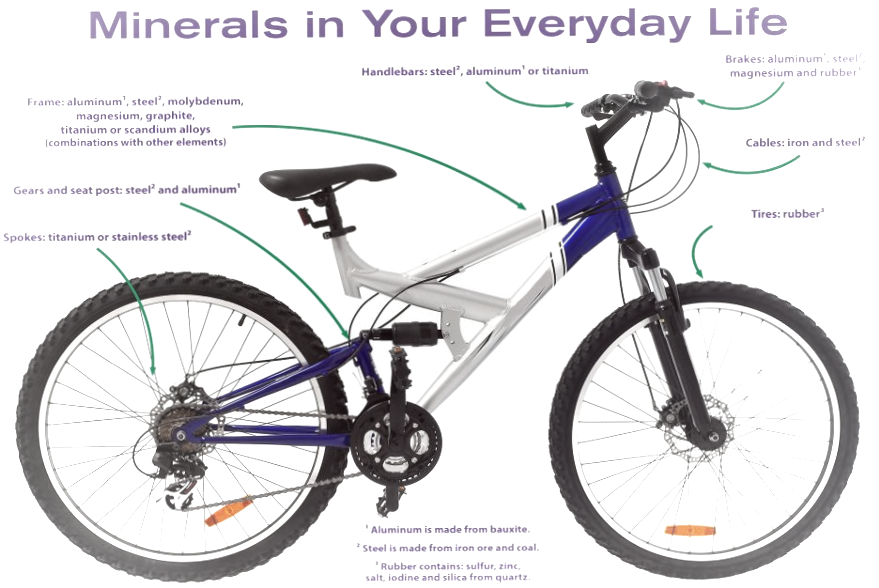 Minerals in Your Everyday Life
Handlebars: steel², aluminum¹ or titanium
Brakes: aluminum¹, steel²,
magnesium and rubber³
Frame: aluminum¹, steel², molybdenum,
magnesium, graphite,
titanium or scandium alloys
(combinations with other elements)
Cables: iron and steel²
Gears and seat post: steel² and aluminum¹
Tires: rubber³
Spokes: titanium or stainless steel²
¹ Aluminum is made from bauxite.
² Steel is made from iron ore and coal.
³ Rubber contains: sulfur, zinc,
salt, iodine and silica from quartz.